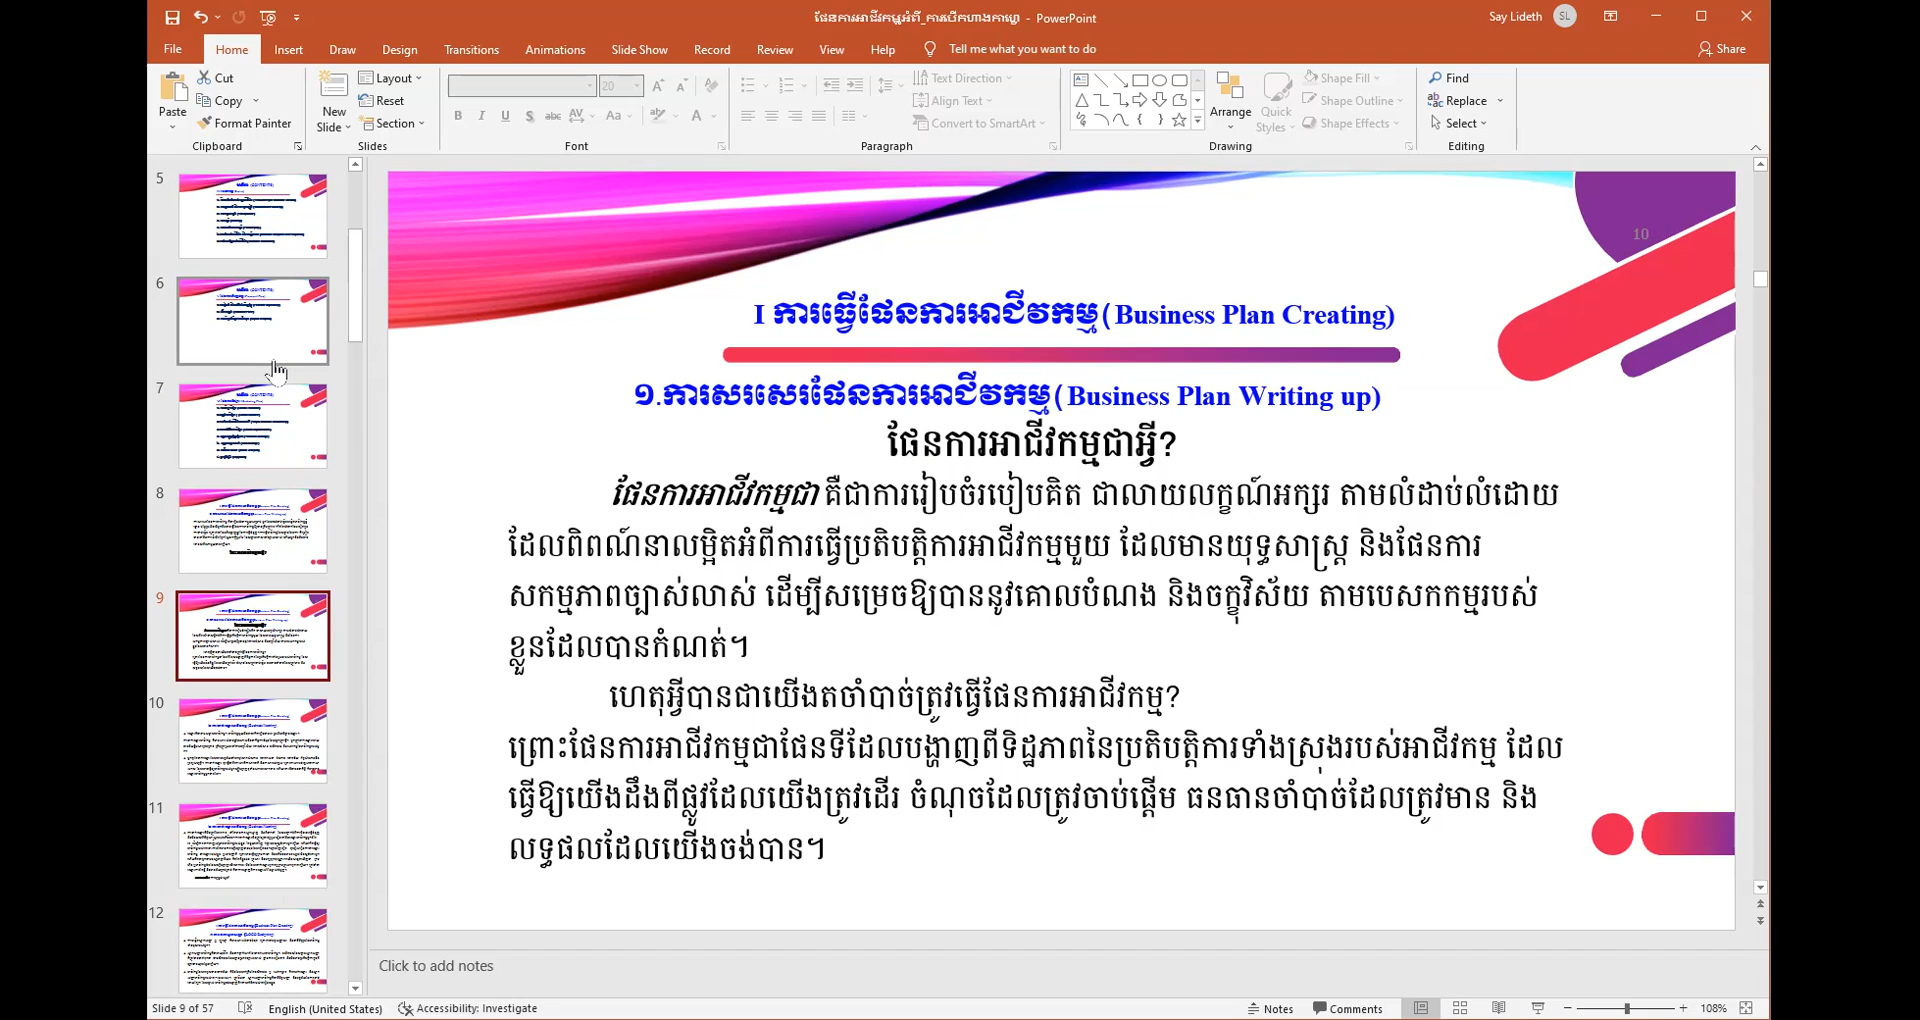 ផែនការអាជីវកម្មអំពី_ការបើកហាងកាហ្វេ - PowerPoint
Say Lideth
SL
File
Home
Insert
Draw
Design
Transitions
Animations
Slide Show
Record
Review
View
Help
Tell me what you want to do
Share
Paste
Cut
Copy
Format Painter
Clipboard
New Slide
Layout
Reset
Section
Slides
20
Font
Text Direction
Align Text
Convert to SmartArt
Paragraph
Arrange
Quick Styles
Shape Fill
Shape Outline
Shape Effects
Drawing
Find
Replace
Select
Editing
5
6
7
8
9
10
11
12
10
I ការធ្វើផែនការអាជីវកម្ម(Business Plan Creating)
១.ការសរសេរផែនការអាជីវកម្ម(Business Plan Writing up)
ផែនការអាជីវកម្មជាអ្វី?
ផែនការអាជីវកម្មជា គឺជាការរៀបចំរបៀបគិត ជាលាយលក្ខណ៍អក្សរ តាមលំដាប់លំដោយ
ដែលពិពណ៍នាលម្អិតអំពីការធ្វើប្រតិបត្តិការអាជីវកម្មមួយ ដែលមានយុទ្ធសាស្ត្រ និងផែនការ
សកម្មភាពច្បាស់លាស់ ដើម្បីសម្រេចឱ្យបាននូវគោលបំណង និងចក្ខុវិស័យ តាមបេសកកម្មរបស់
ខ្លួនដែលបានកំណត់។
ហេតុអ្វីបានជាយើងតចាំបាច់ត្រូវធ្វើផែនការអាជីវកម្ម?
ព្រោះផែនការអាជីវកម្មជាផែនទីដែលបង្ហាញពីទិដ្ឋភាពនៃប្រតិបត្តិការទាំងស្រុងរបស់អាជីវកម្ម ដែល
ធ្វើឱ្យយើងដឹងពីផ្លូវដែលយើងត្រូវដើរ ចំណុចដែលត្រូវចាប់ផ្តើម ធនធានចាំបាច់ដែលត្រូវមាន និង
លទ្ធផលដែលយើងចង់បាន។
Click to add notes
Slide 9 of 57
English (United States)
Accessibility: Investigate
Notes
Comments
108%